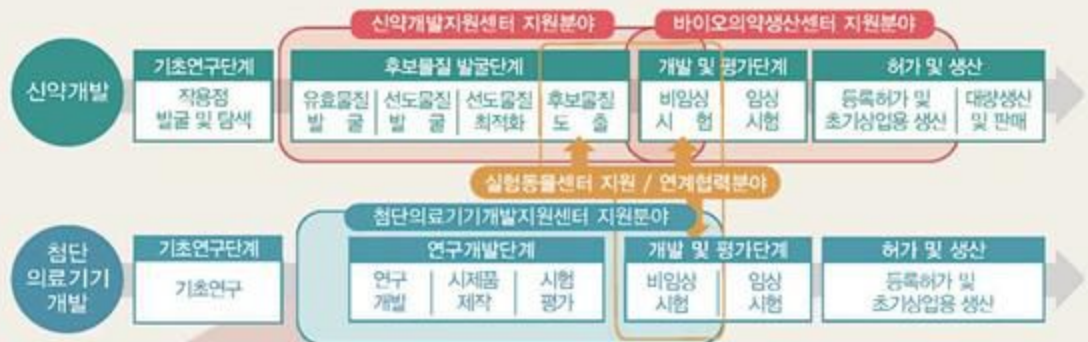 신약개발지원센터 지원분야
바이오의약생산센터 지원분야
신약개발
기초연구단계
작용점
발굴 및 탐색
후보물질 발굴단계
유효물질
발 굴
선도물질
발 굴
선도물질
최적화
후보물질
도 출
개발 및 평가단계
비임상
시 험
임상
시험
허가 및 생산
등록허가 및
초기상업용 생산
대량생산
및 판매
실험동물센터 지원 / 연계협력분야
첨단의료기기개발지원센터 지원분야
첨단
의료기기
개발
기초연구단계
기초연구
연구개발단계
연구
개발
시제품
제작
시험
평가
개발 및 평가단계
비임상
시험
임상
시험
허가 및 생산
등록허가 및
초기상업용 생산